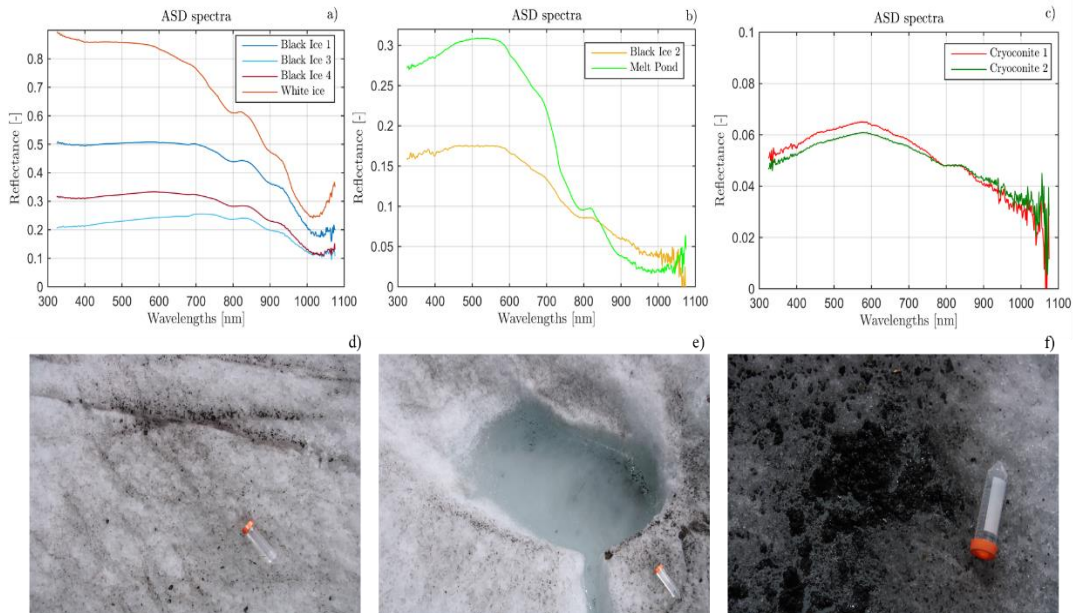 ASD spectra
a)
Black Ice 1
Black Ice 3
Black Ice 4
White ice
Reflectance [-]
0.8
0.7
0.6
0.5
0.4
0.3
0.2
0.1
0
300 400 500 600 700 800 900 1000 1100
Wavelengths [nm]
ASD spectra
b)
Black Ice 2
Melt Pond
Reflectance [-]
0.3
0.25
0.2
0.15
0.1
0.05
0
300 400 500 600 700 800 900 1000 1100
Wavelengths [nm]
ASD spectra
c)
Cryoconite 1
Cryoconite 2
Reflectance [-]
0.1
0.08
0.06
0.04
0.02
0
300 400 500 600 700 800 900 1000 1100
Wavelengths [nm]
d)
e)
f)